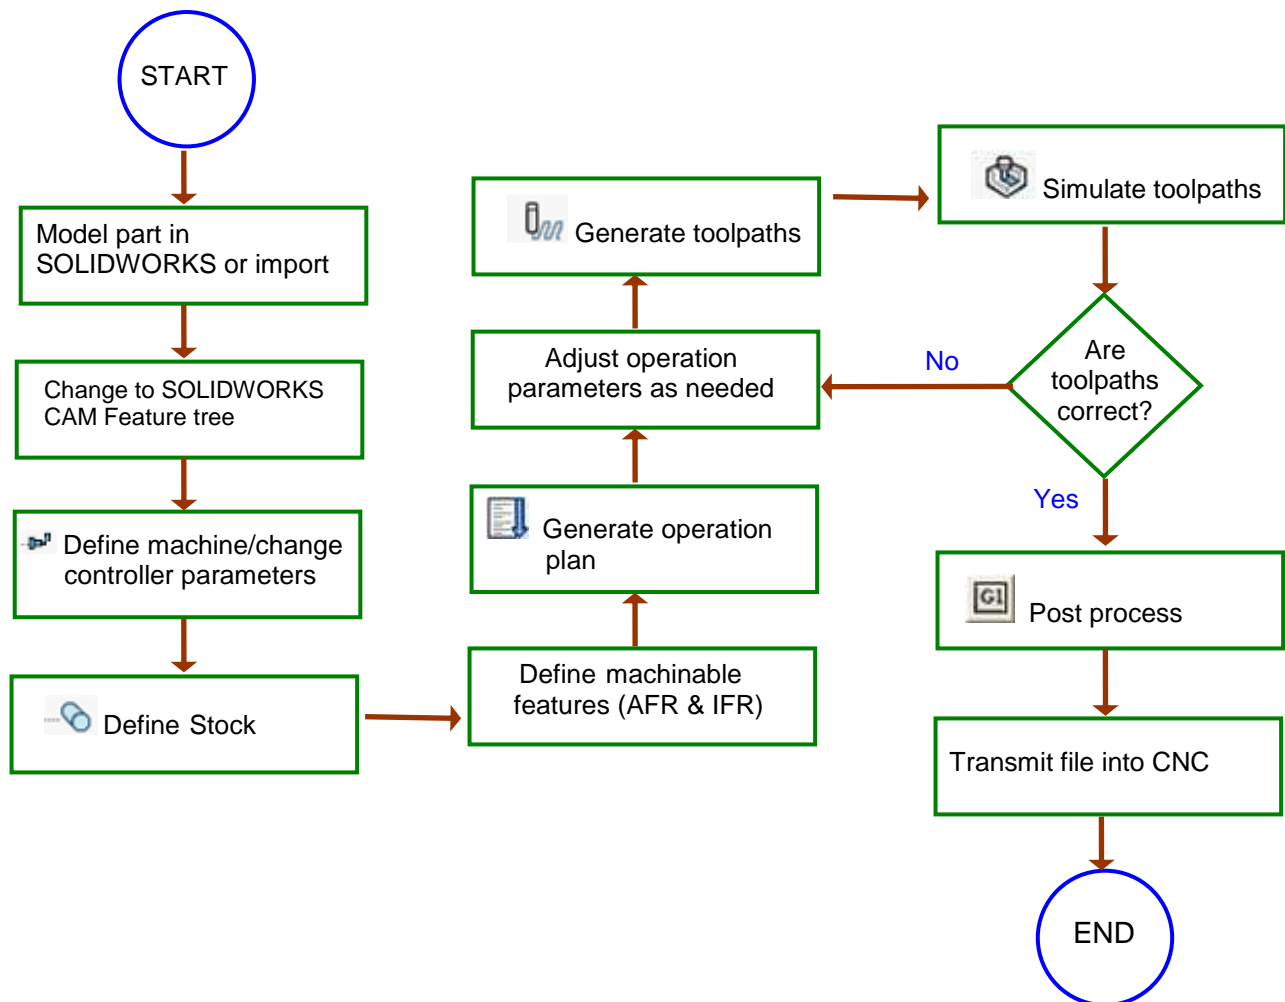 START
Model part in
SOLIDWORKS or import
Change to SOLIDWORKS
CAM Feature tree
Define machine/change
controller parameters
Define Stock
Define machinable
features (AFR & IFR)
Generate operation
plan
Adjust operation
parameters as needed
Generate toolpaths
Simulate toolpaths
Are
toolpaths
correct?
No
Yes
G1
Post process
Transmit file into CNC
END